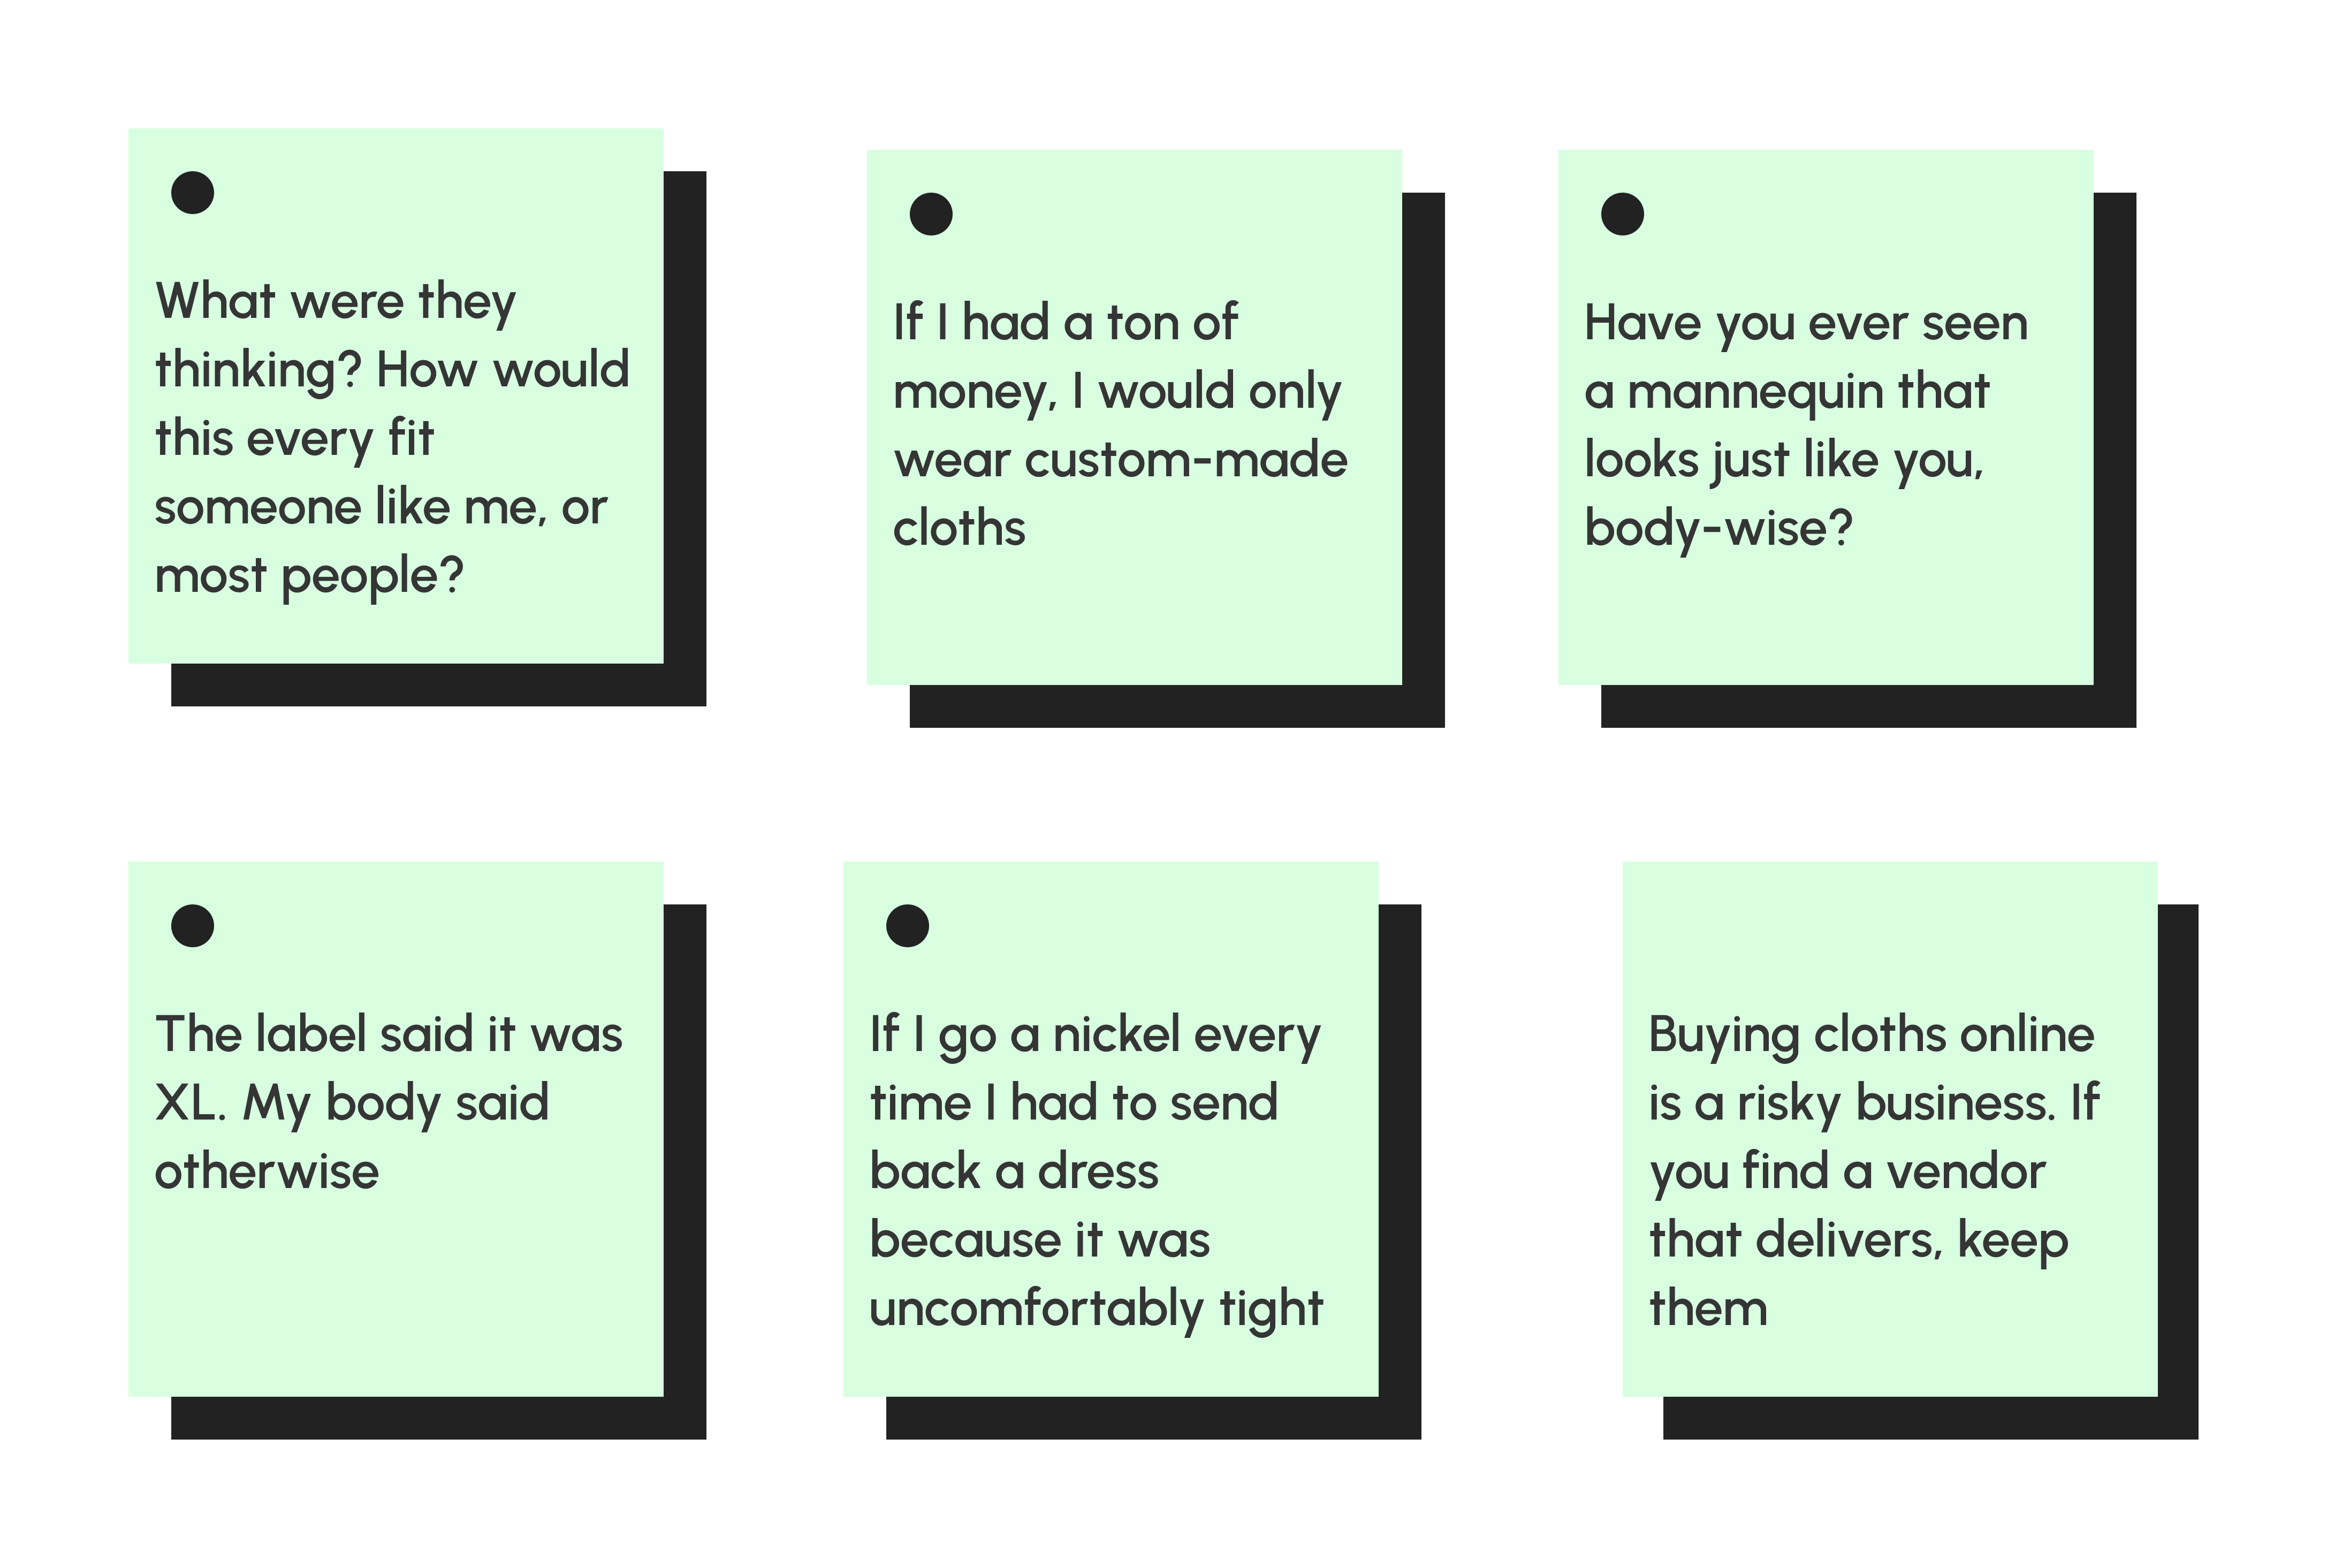 What were they
thinking? How would
this every fit
someone like me, or
most people?
If I had a ton of
money, I would only
wear custom-made
cloths
Have you ever seen
a mannequin that
looks just like you,
body-wise?
The label said it was
XL. My body said
otherwise
If I go a nickel every
time I had to send
back a dress
because it was
uncomfortably tight
Buying cloths online
is a risky business. If
you find a vendor
that delivers, keep
them